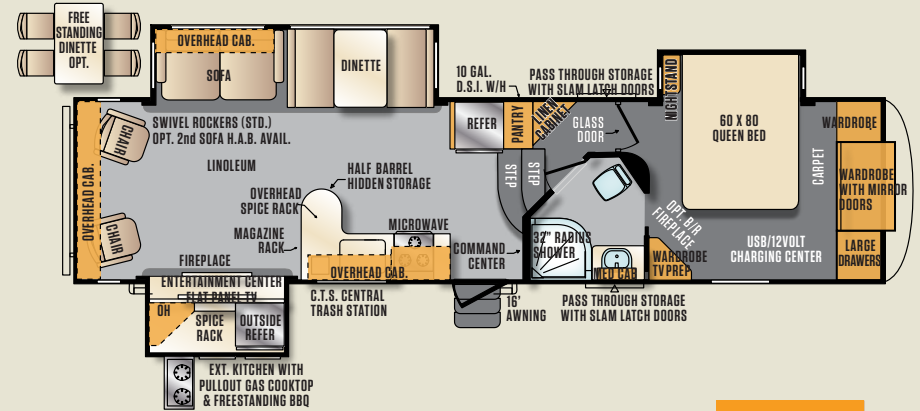 FREE
STANDING
DINETTE
OPT.
OVERHEAD CAB.
SOFA
DINETTE
10 GAL.
D.S.I. W/H
PASS THROUGH STORAGE
WITH SLAM LATCH DOORS
SWIVEL ROCKERS (STD.)
OPT. 2nd SOFA H.A.B. AVAIL.
LINOLEUM
CHAIR
CHAIR
OVERHEAD CAB.
REFER
PANTRY
LINEN
CABINET
GLASS
DOOR
NIGHTSTAND
60 X 80
QUEEN BED
CARPET
WARDROBE
WARDROBE
WITH MIRROR
DOORS
LARGE
DRAWERS
HALF BARREL
HIDDEN STORAGE
OVERHEAD
SPICE RACK
MAGAZINE
RACK
MICROWAVE
OVERHEAD CAB.
STEP
STEP
COMMAND
CENTER
32" RADIUS
SHOWER
MED CAB
OPT. B/R
FIREPLACE
WARDROBE
TV PREP
USB/12VOLT
CHARGING CENTER
FIREPLACE
ENTERTAINMENT CENTER
FLAT PANEL TV
OH
SPICE
RACK
OUTSIDE
REFER
C.T.S. CENTRAL
TRASH STATION
16'
AWNING
PASS THROUGH STORAGE
WITH SLAM LATCH DOORS
EXT. KITCHEN WITH
PULLOUT GAS COOKTOP
& FREESTANDING BBQ